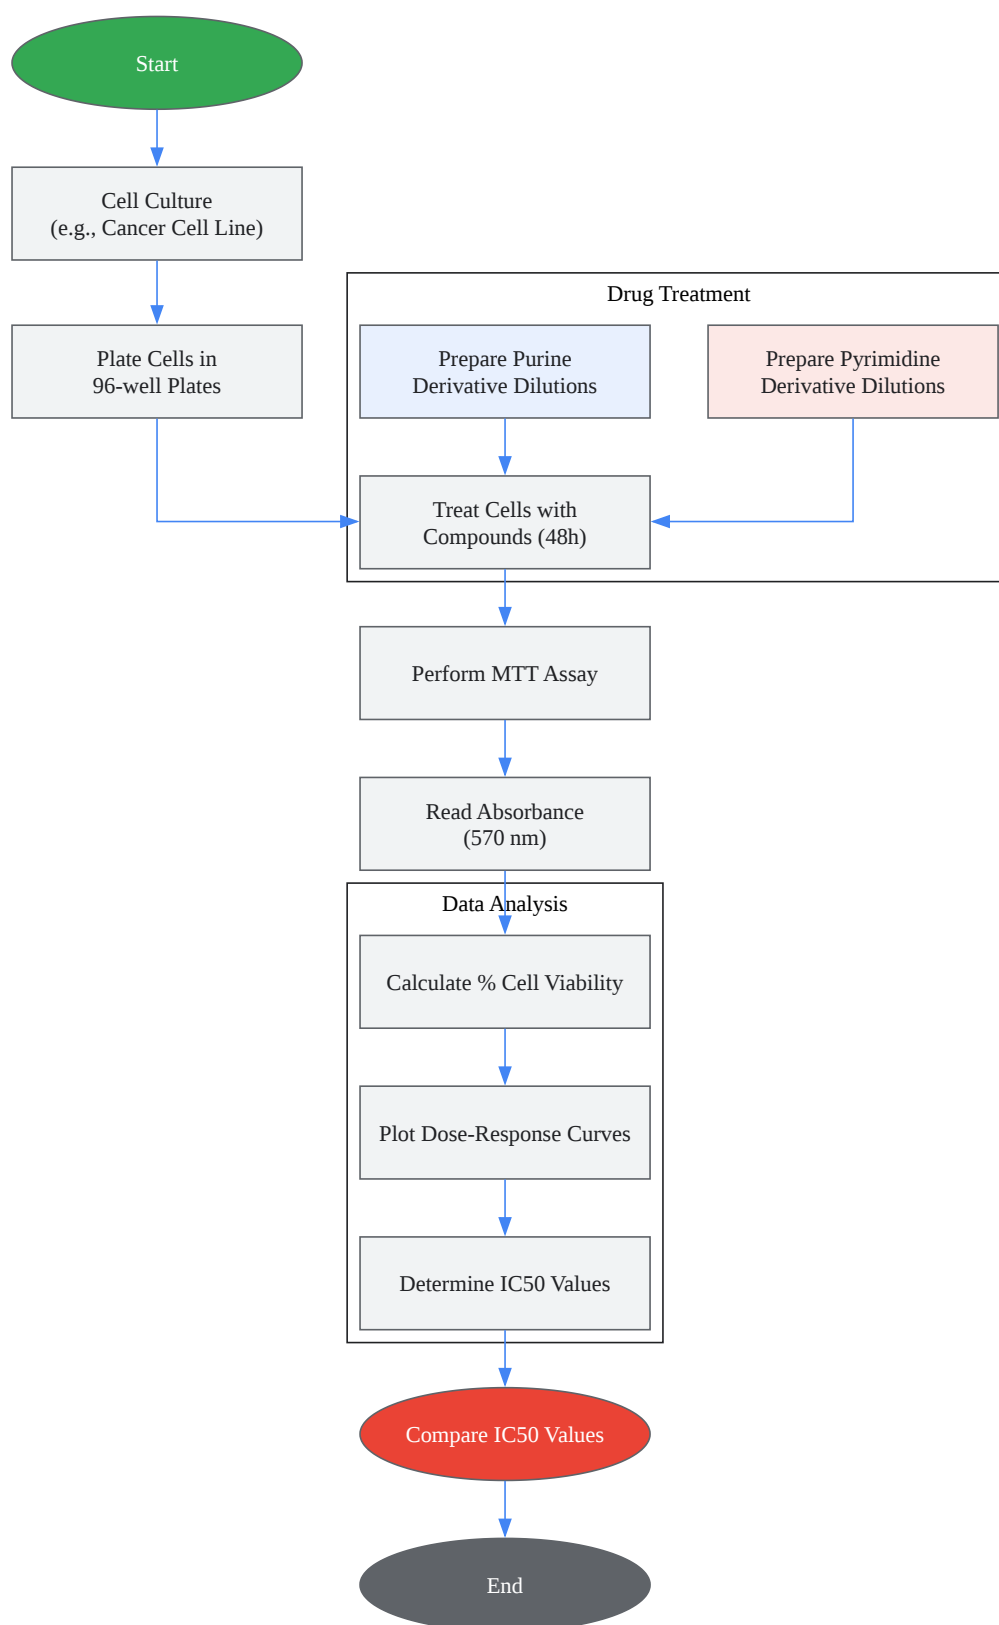 Start
Cell Culture
(e.g., Cancer Cell Line)
Plate Cells in
96-well Plates
Drug Treatment
Prepare Purine
Derivative Dilutions
Prepare Pyrimidine
Derivative Dilutions
Treat Cells with
Compounds (48h)
Perform MTT Assay
Read Absorbance
(570 nm)
Data Analysis
Calculate % Cell Viability
Plot Dose-Response Curves
Determine IC50 Values
Compare IC50 Values
End